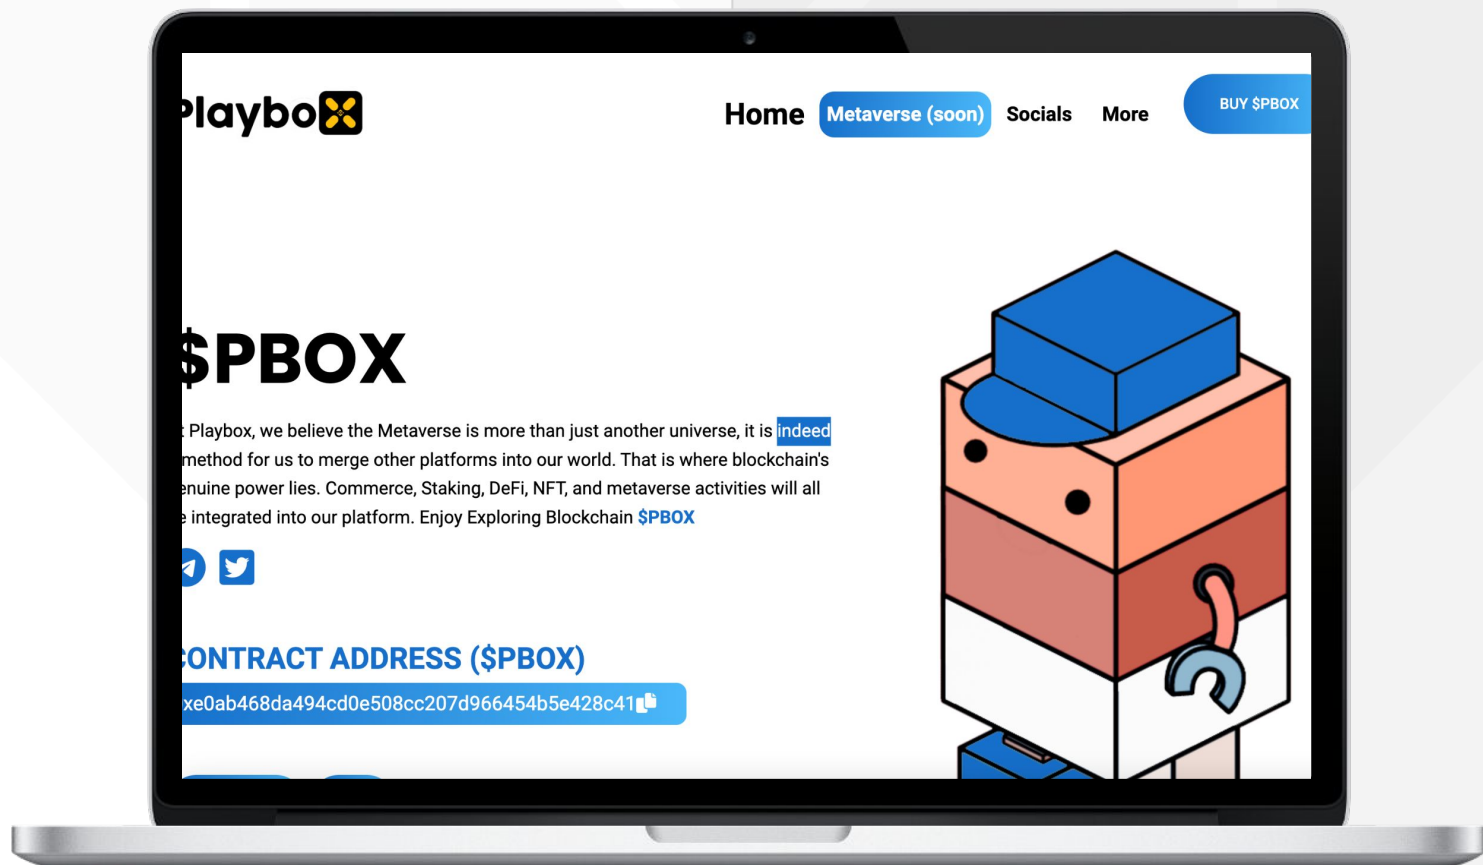 Playbox
Home Metaverse (soon) Socials More BUY $PBOX
$PBOX
t Playbox, we believe the Metaverse is more than just another universe, it is indeed
method for us to merge other platforms into our world. That is where blockchain's
enuine power lies. Commerce, Staking, DeFi, NFT, and metaverse activities will all
e integrated into our platform. Enjoy Exploring Blockchain $PBOX
CONTRACT ADDRESS ($PBOX)
xe0ab468da494cd0e508cc207d966454b5e428c41